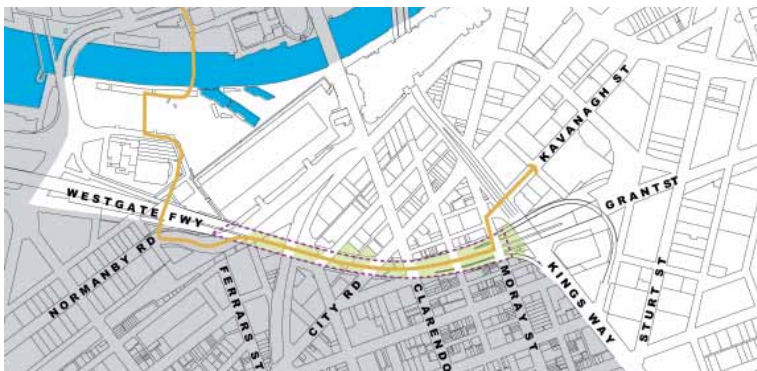 KAVANAGH ST
WESTGATE FWY
GRANT ST
NORMANBY RD
FERRARS ST
CITY RD
CLARENDO
MORAY ST
KINGS WAY
STURT ST